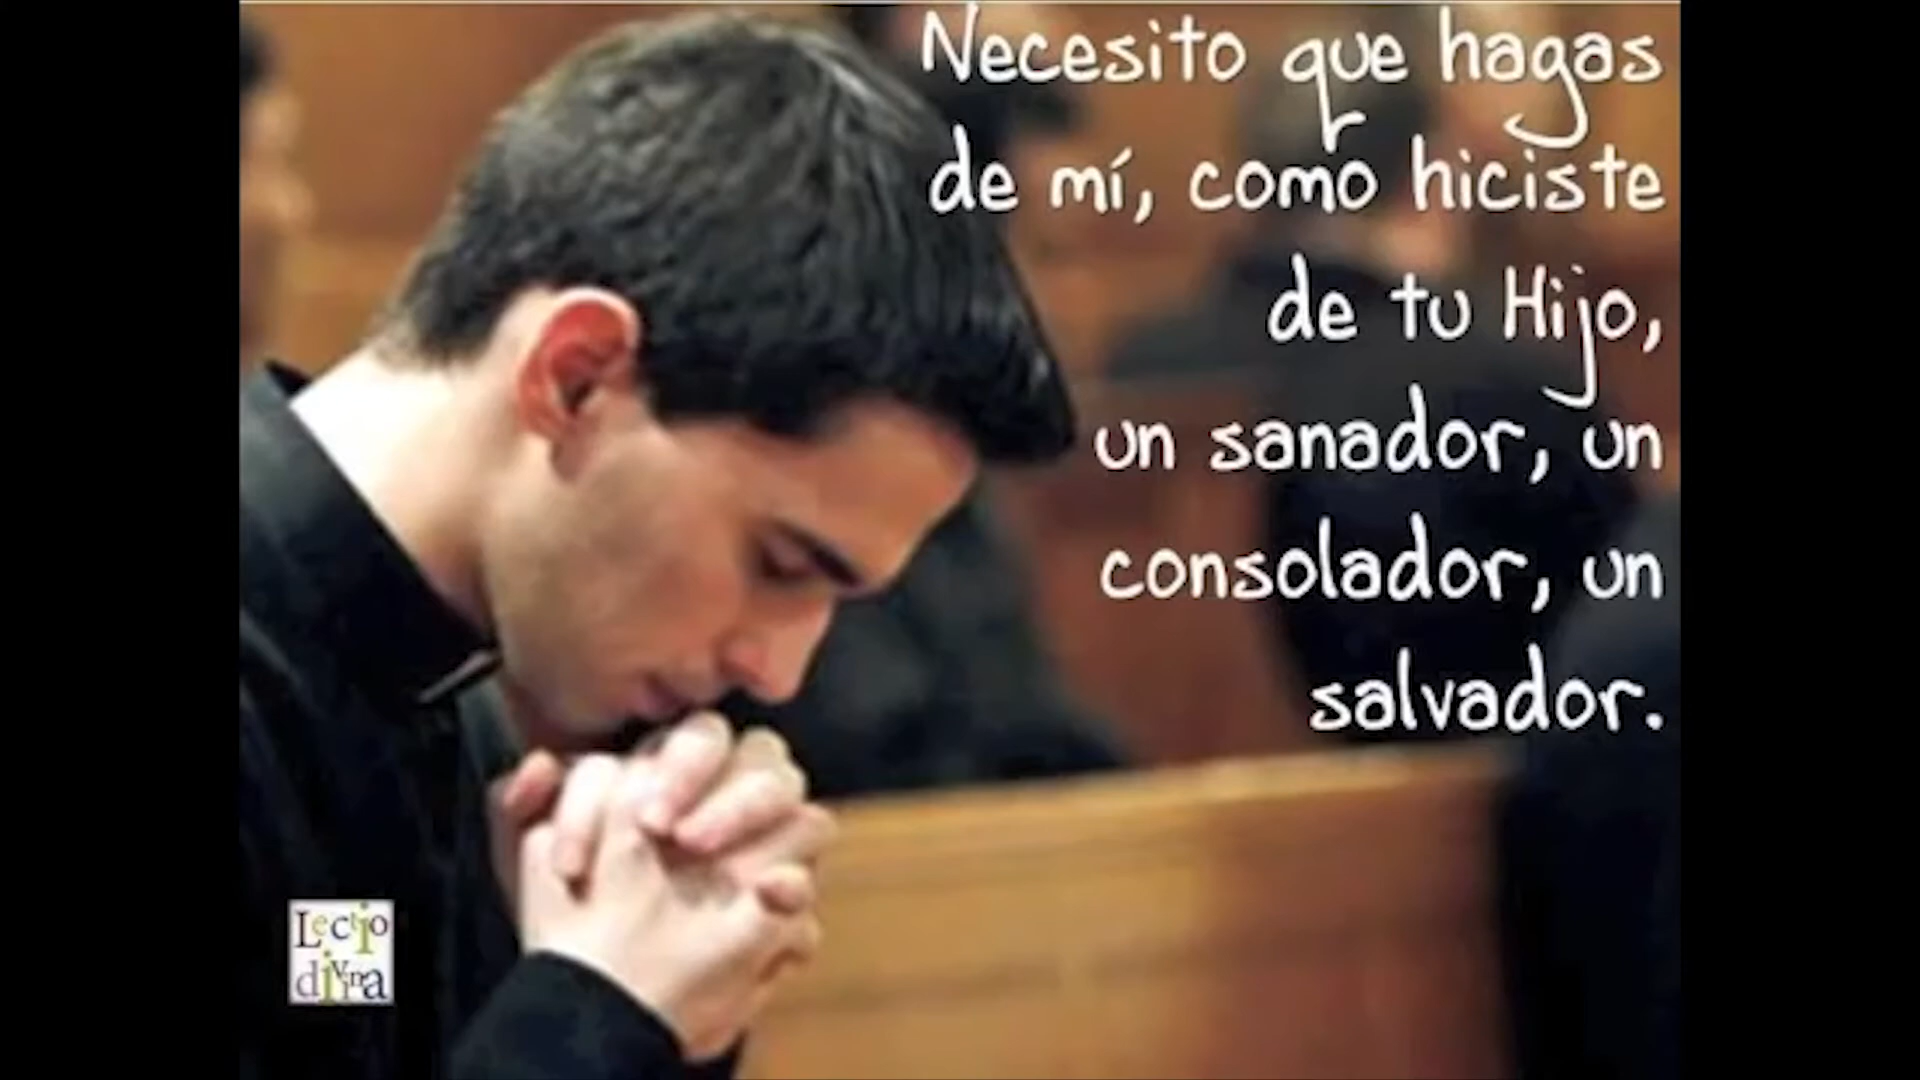 Necesito que hagas
de mí, como hiciste
de tu Hijo,
un sanador, un
consolador, un
salvador.
Lectio
divina